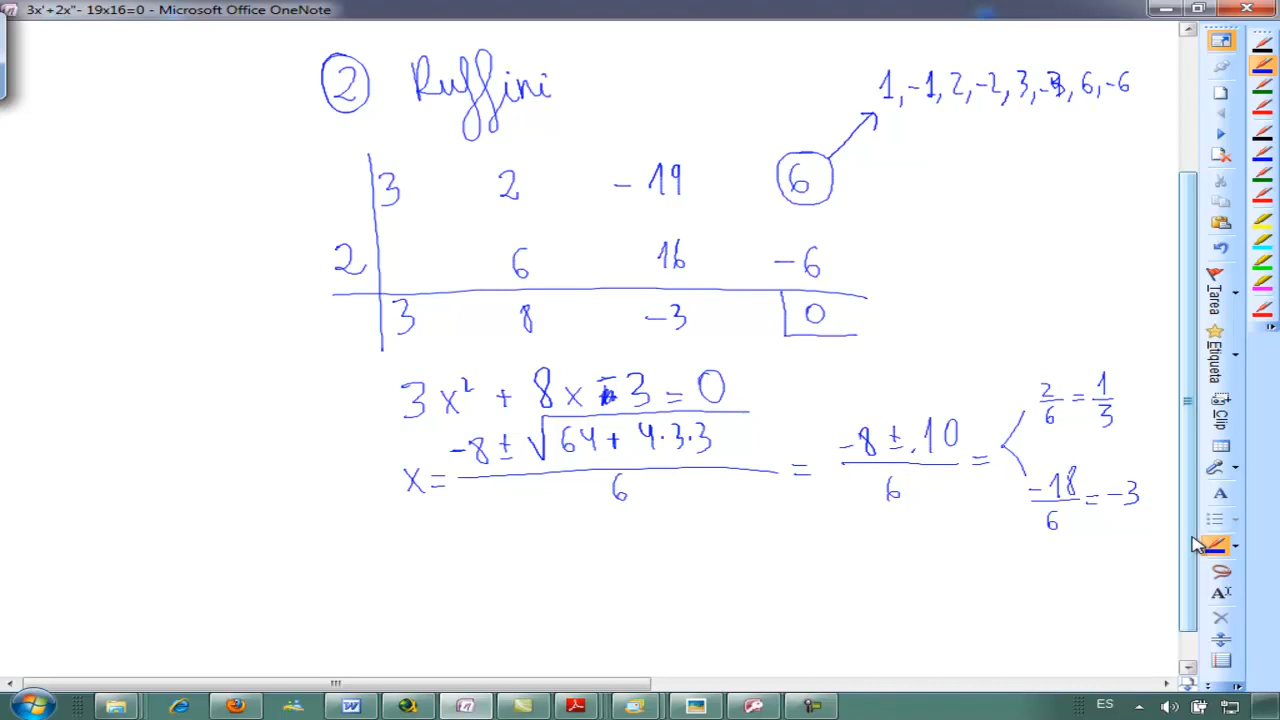 3x'+2x"- 19x16=0 - Microsoft Office OneNote
② Ruffini
1, -1, 2, -2, 3, -3, 6, -6
3 2 -19 6
2 6 16 -6
3 8 -3 0
3x² + 8x - 3 = 0
x = (-8 ± √(64 + 4·3·3))/6 = (-8 ± 10)/6 =
2/6 = 1/3
-18/6 = -3
Tarea
Etiqueta
Clip
ES